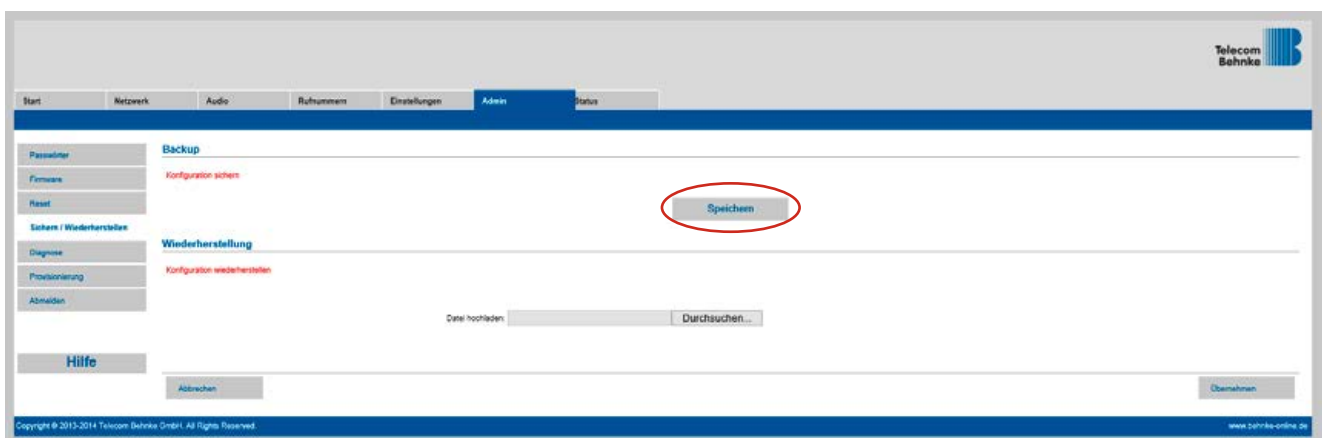 Telecom
Behnke
Start Netzwerk Audio Rufnummern Einstellungen Admin Status
Passwörter
Firmware
Reset
Sichern / Wiederherstellen
Diagnose
Provisionierung
Abmelden
Hilfe
Backup
Konfiguration sichern
Speichern
Wiederherstellung
Konfiguration wiederherstellen
Datei hochladen: Durchsuchen...
Abbrechen Übernehmen
Copyright © 2013-2014 Telecom Behnke GmbH. All Rights Reserved. www.behnke-online.de